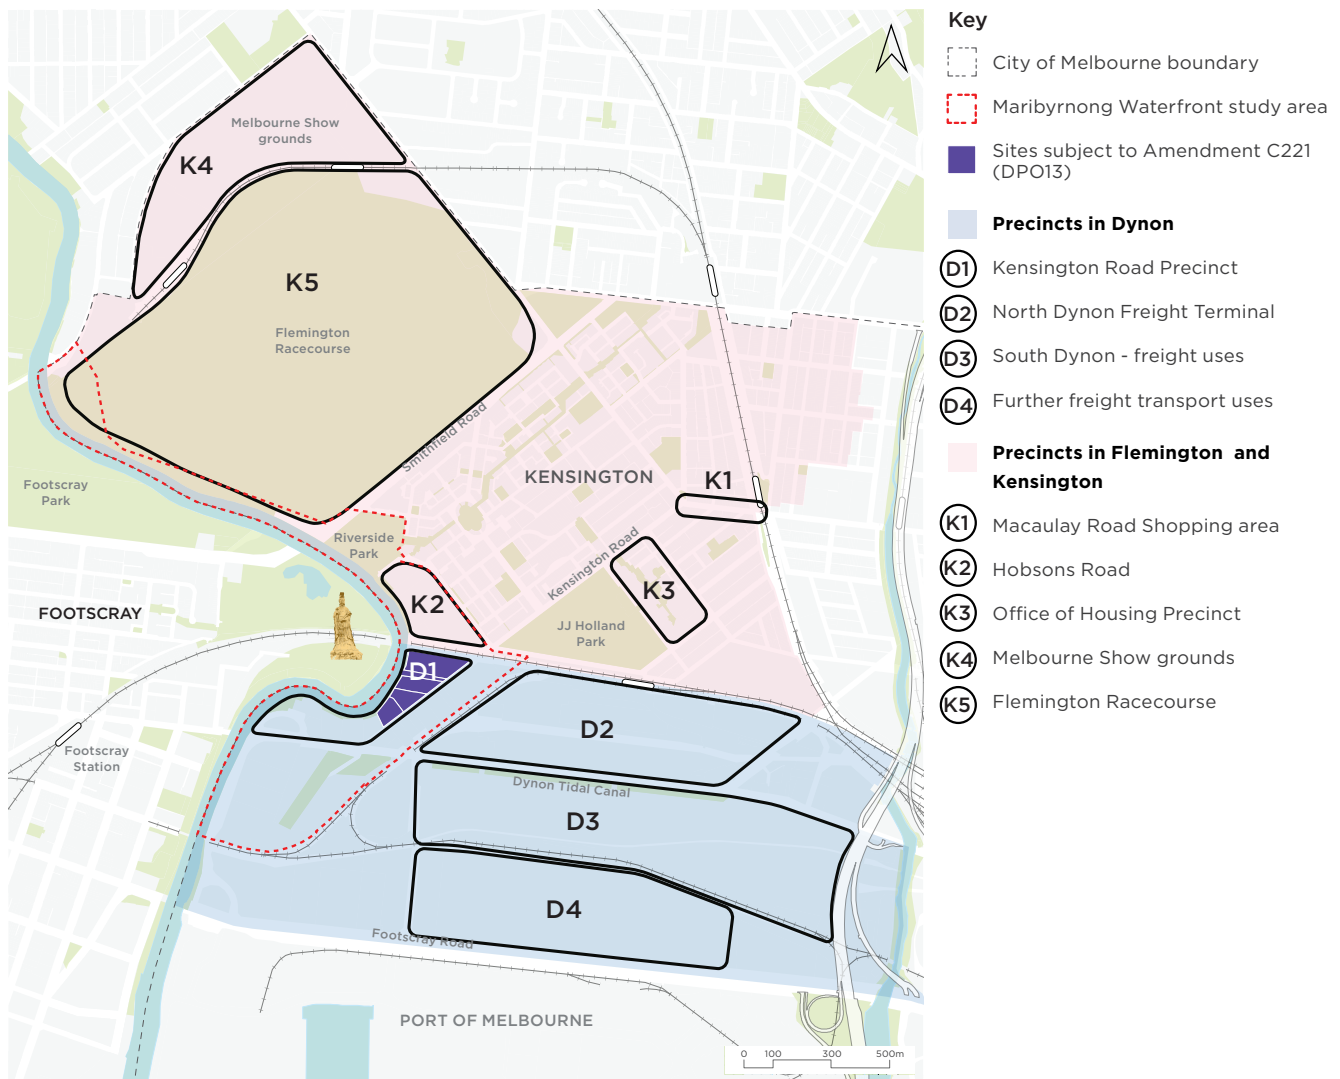 Melbourne Show
grounds
K4
K5
Flemington
Racecourse
Smithfield Road
KENSINGTON
K1
Footscray
Park
Riverside
Park
Kensington Road
K2
K3
FOOTSCRAY
JJ Holland
Park
D1
D2
Footscray
Station
Dynon Tidal Canal
D3
D4
Footscray Road
PORT OF MELBOURNE
0 100 300 500m
Key
City of Melbourne boundary
Maribyrnong Waterfront study area
Sites subject to Amendment C221
(DPO13)
Precincts in Dynon
D1 Kensington Road Precinct
D2 North Dynon Freight Terminal
D3 South Dynon - freight uses
D4 Further freight transport uses
Precincts in Flemington and
Kensington
K1 Macaulay Road Shopping area
K2 Hobsons Road
K3 Office of Housing Precinct
K4 Melbourne Show grounds
K5 Flemington Racecourse